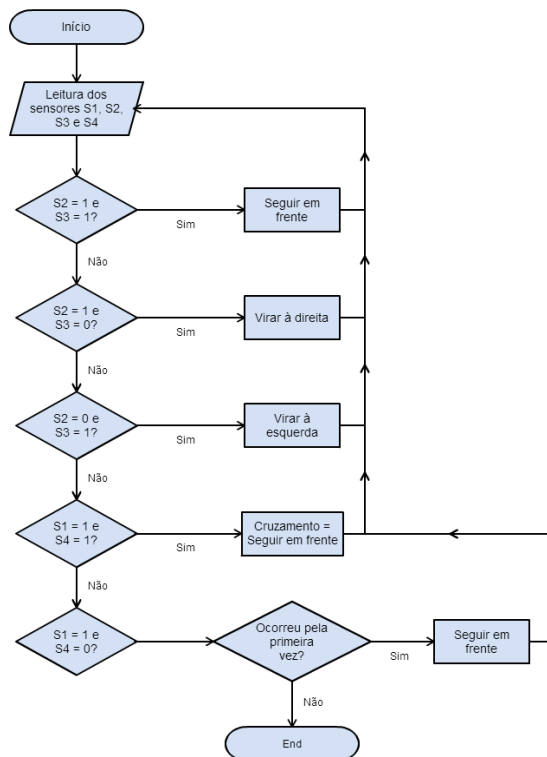 Início
Leitura dos
sensores S1, S2,
S3 e S4
S2 = 1 e
S3 = 1?
Sim
Seguir em
frente
Não
S2 = 1 e
S3 = 0?
Sim
Virar à direita
Não
S2 = 0 e
S3 = 1?
Sim
Virar à
esquerda
Não
S1 = 1 e
S4 = 1?
Sim
Cruzamento =
Seguir em frente
Não
S1 = 1 e
S4 = 0?
Ocorreu pela
primeira
vez?
Sim
Seguir em
frente
Não
End